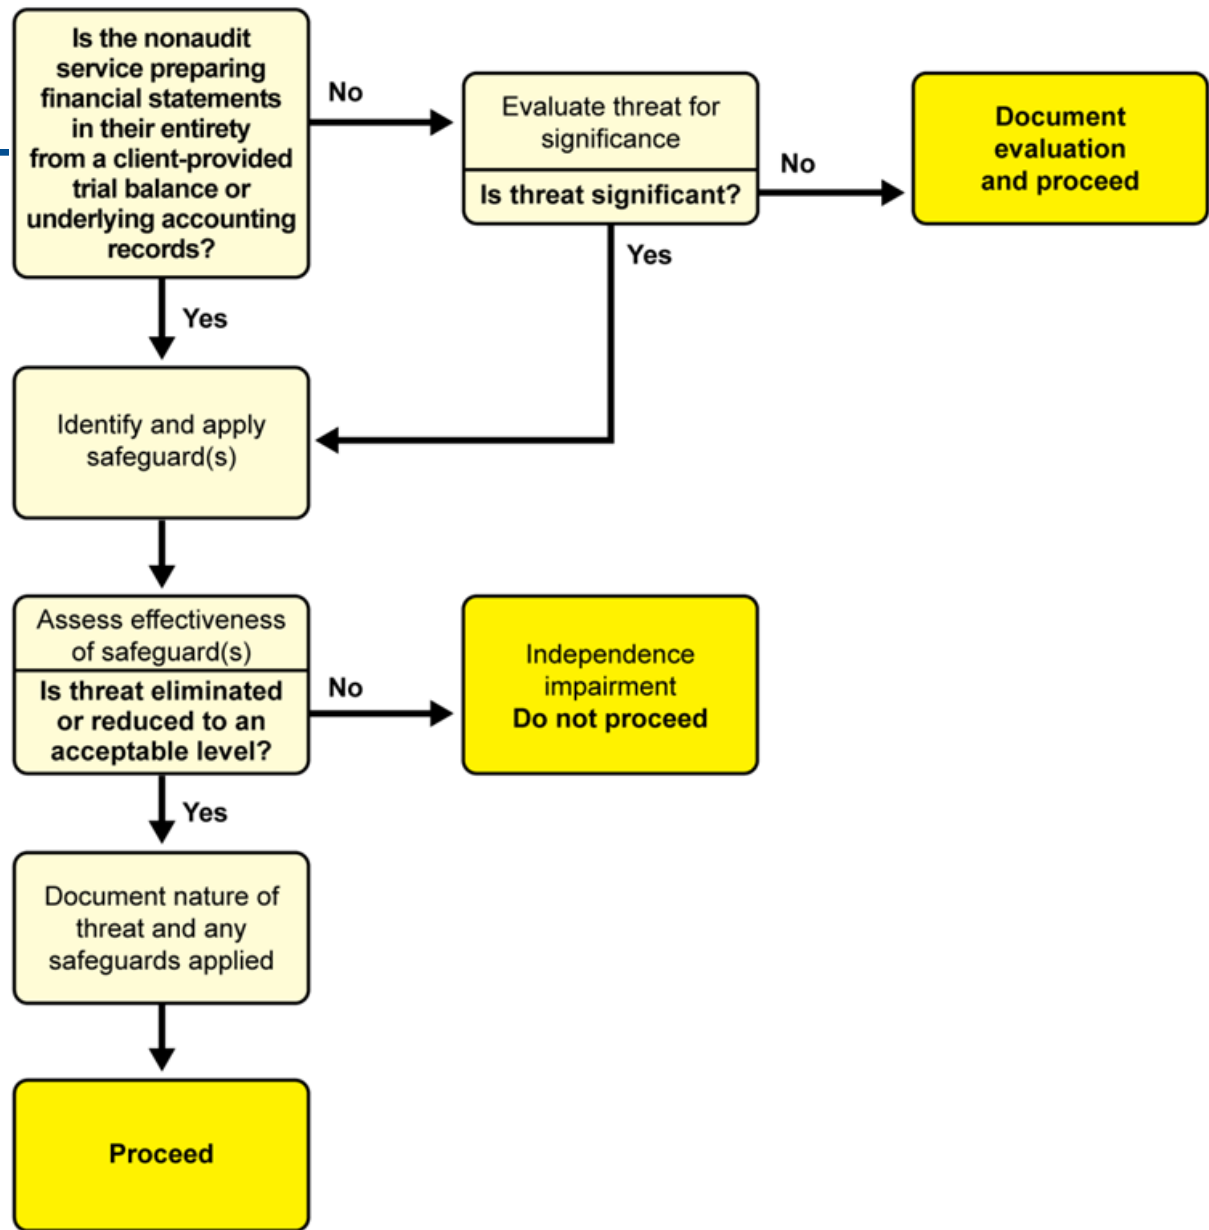 Is the nonaudit
service preparing
financial statements
in their entirety
from a client-provided
trial balance or
underlying accounting
records?
No
Evaluate threat for
significance
Is threat significant?
No
Document
evaluation
and proceed
Yes
Yes
Identify and apply
safeguard(s)
Assess effectiveness
of safeguard(s)
Is threat eliminated
or reduced to an
acceptable level?
No
Independence
impairment
Do not proceed
Yes
Document nature of
threat and any
safeguards applied
Proceed